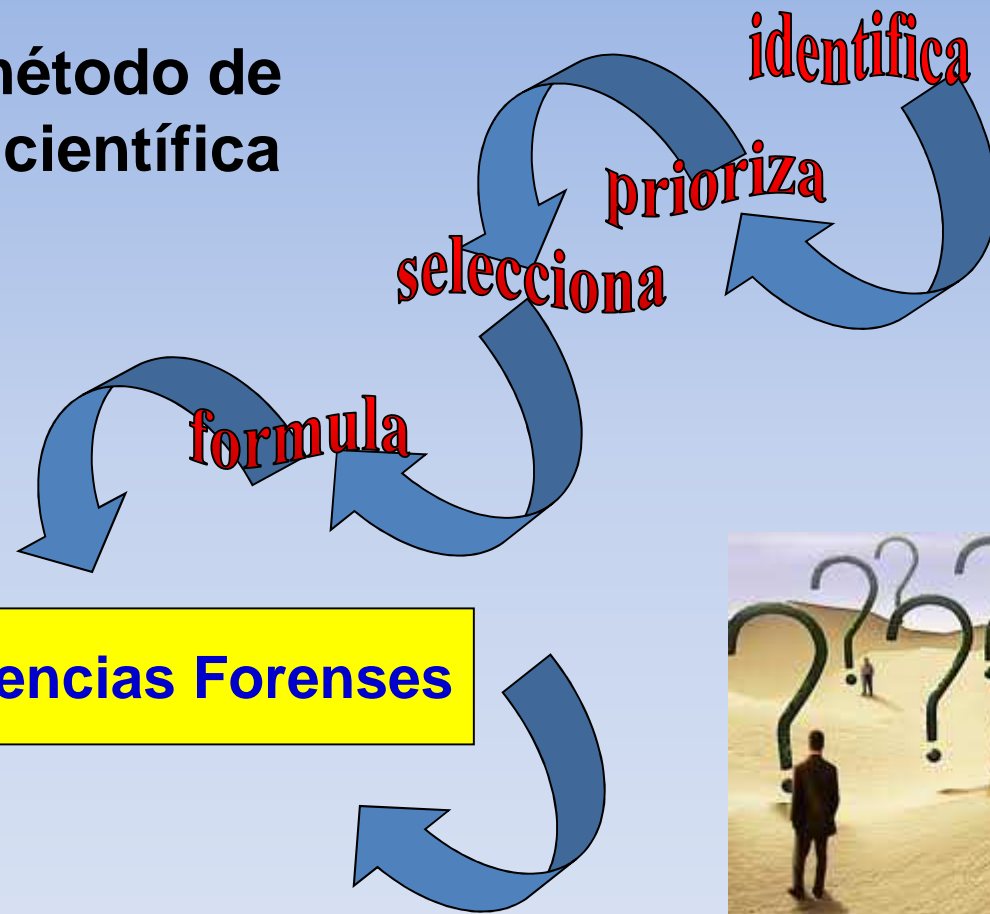 método de
científica
identifica
prioriza
selecciona
formula
encias Forenses